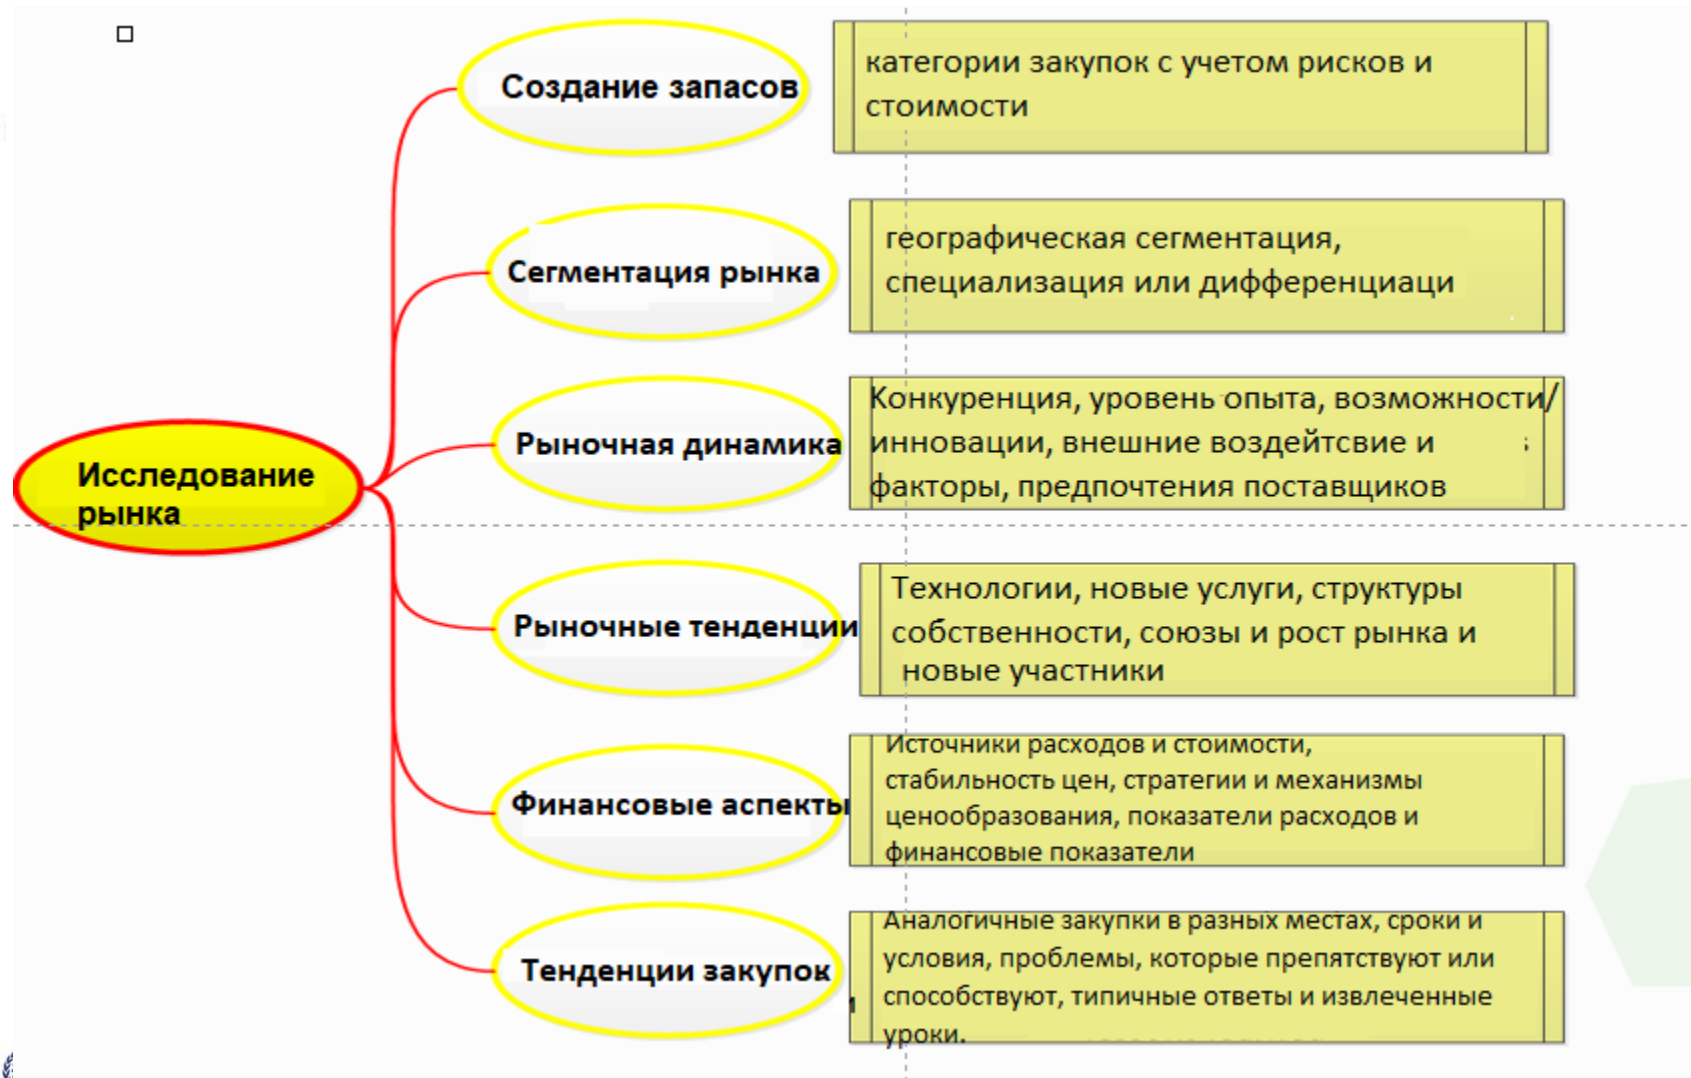 Исследование
рынка
Создание запасов
категории закупок с учетом рисков и
стоимости
Сегментация рынка
географическая сегментация,
специализация или дифференциаци
Рыночная динамика
Конкуренция, уровень опыта, возможности/
инновации, внешние воздейтсвие и
факторы, предпочтения поставщиков
Рыночные тенденции
Технологии, новые услуги, структуры
собственности, союзы и рост рынка и
новые участники
Финансовые аспекты
Источники расходов и стоимости,
стабильность цен, стратегии и механизмы
ценообразования, показатели расходов и
финансовые показатели
Тенденции закупок
Аналогичные закупки в разных местах, сроки и
условия, проблемы, которые препятствуют или
способствуют, типичные ответы и извлеченные
уроки.